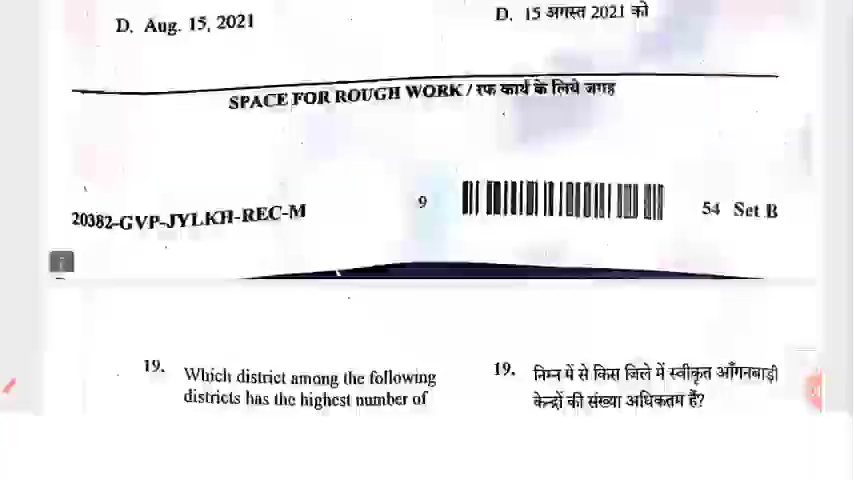 D. Aug. 15, 2021
D. 15 अगस्त 2021 को
SPACE FOR ROUGH WORK / रफ कार्य के लिये जगह
20382-GVP-JYLKH-REC-M
9
54 Set B
19. Which district among the following
districts has the highest number of
19. निम्न में से किस जिले में स्वीकृत आँगनबाड़ी
केन्द्रों की संख्या अधिकतम है?